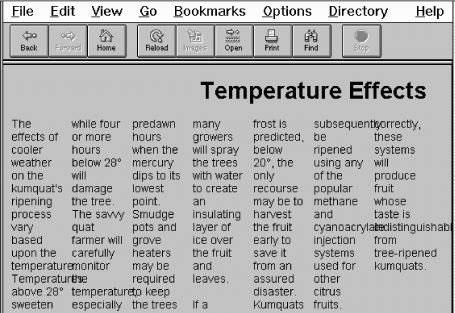 File Edit View Go Bookmarks Options Directory Help
Back Forward Home Reload Images Open Print Find Stop
Temperature Effects
The
effects of
cooler
weather
on the
kumquat's
ripening
process
vary
based
upon the
temperature.
Temperatures
above 28°
sweeten
while four
or more
hours
below 28°
will
damage
the tree.
The savvy
quat
farmer will
carefully
monitor
the
temperature,
especially
predawn
hours
when the
mercury
dips to its
lowest
point.
Smudge
pots and
grove
heaters
may be
required
to keep
the trees
many
growers
will spray
the trees
with water
to create
an
insulating
layer of
ice over
the fruit
and
leaves.
If a
frost is
predicted,
below
20°, the
only
recourse
may be to
harvest
the fruit
early to
save it
from an
assured
disaster.
Kumquats
subsequently
be
ripened
using any
of the
popular
methane
and
cyanoacrylate
injection
systems
used for
other
citrus
fruits.
correctly,
these
systems
will
produce
fruit
whose
taste is
indistinguishabl
from
tree-ripened
kumquats.